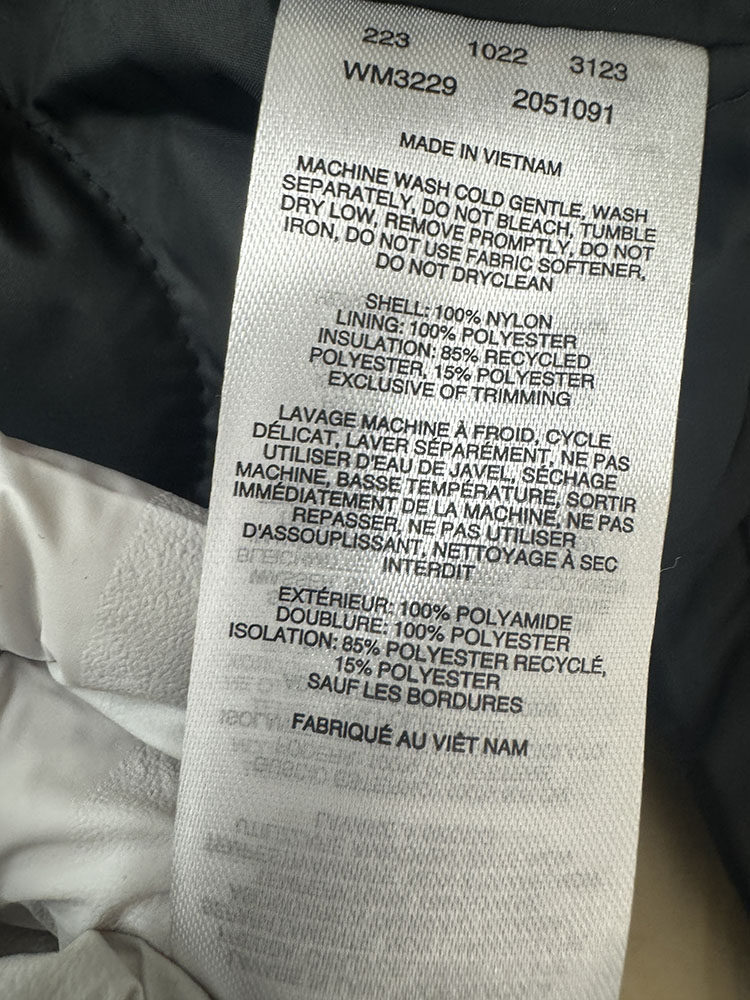 223 1022 3123
WM3229 2051091
MADE IN VIETNAM
MACHINE WASH COLD GENTLE, WASH
SEPARATELY, DO NOT BLEACH, TUMBLE
DRY LOW, REMOVE PROMPTLY, DO NOT
IRON, DO NOT USE FABRIC SOFTENER,
DO NOT DRYCLEAN
SHELL: 100% NYLON
LINING: 100% POLYESTER
INSULATION: 85% RECYCLED
POLYESTER, 15% POLYESTER
EXCLUSIVE OF TRIMMING
LAVAGE MACHINE À FROID, CYCLE
DÉLICAT, LAVER SÉPARÉMENT, NE PAS
UTILISER D'EAU DE JAVEL, SÉCHAGE
MACHINE, BASSE TEMPÉRATURE, SORTIR
IMMÉDIATEMENT DE LA MACHINE, NE PAS
REPASSER, NE PAS UTILISER
D'ASSOUPLISSANT, NETTOYAGE À SEC
INTERDIT
EXTÉRIEUR: 100% POLYAMIDE
DOUBLURE: 100% POLYESTER
ISOLATION: 85% POLYESTER RECYCLÉ,
15% POLYESTER
SAUF LES BORDURES
FABRIQUÉ AU VIÊT NAM